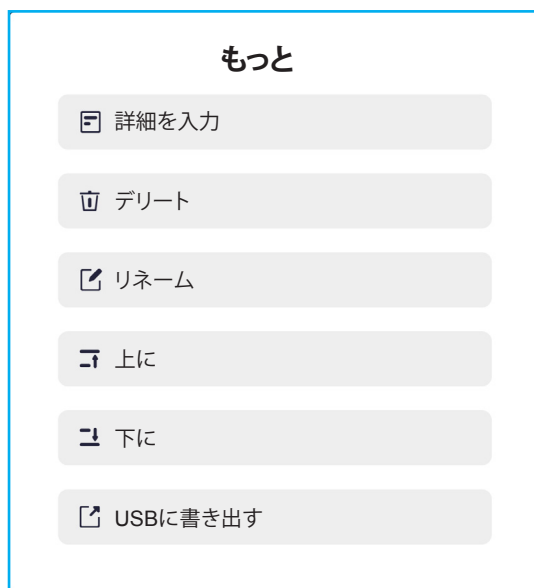 もっと
詳細を入力
デリート
リネーム
上に
下に
USBに書き出す